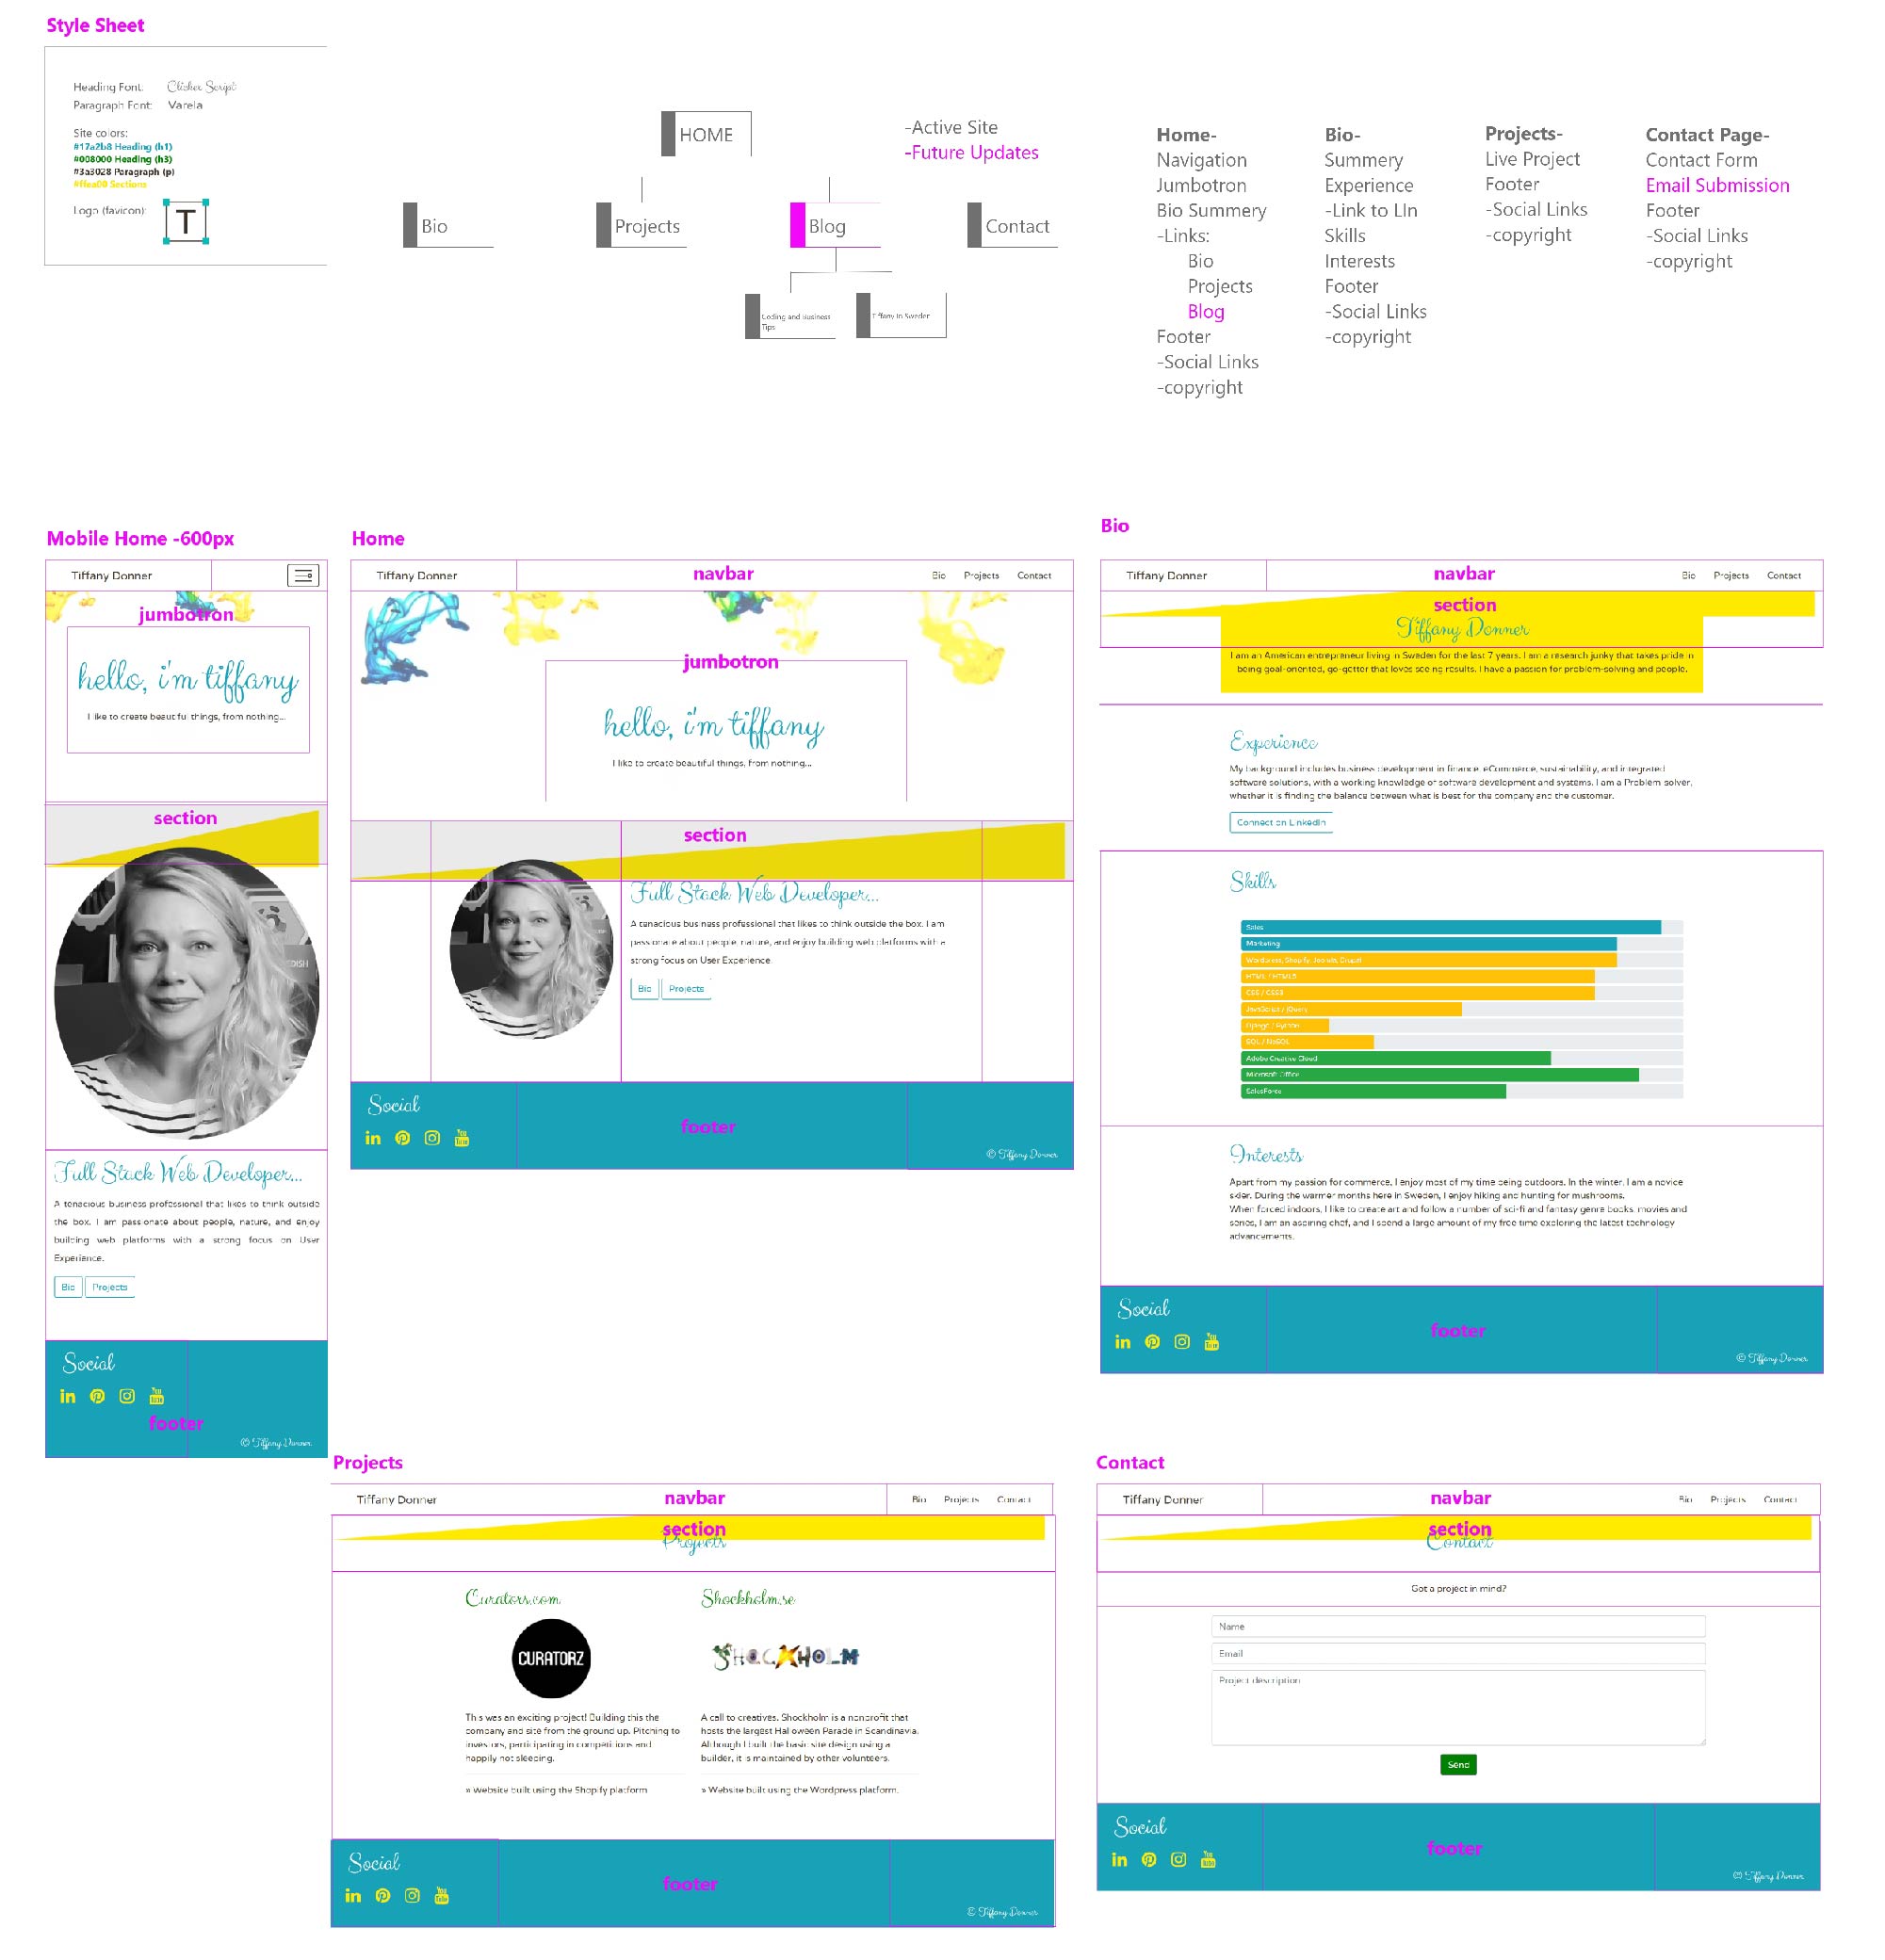 Style Sheet
Heading Font: Clicker Script
Paragraph Font: Varela
Site colors:
#17a2b8 Heading (h1)
#008000 Heading (h3)
#3a3028 Paragraph (p)
#ffea00 Sections
Logo (favicon):
T
HOME
-Active Site
-Future Updates
Bio
Projects
Blog
Contact
Coding and Business
Tips
Tiffany In Sweden
Home-
Navigation
Jumbotron
Bio Summery
-Links:
Bio
Projects
Blog
Footer
-Social Links
-copyright
Bio-
Summery
Experience
-Link to LIn
Skills
Interests
Footer
-Social Links
-copyright
Projects-
Live Project
Footer
-Social Links
-copyright
Contact Page-
Contact Form
Email Submission
Footer
-Social Links
-copyright
Mobile Home -600px
Tiffany Donner
jumbotron
hello, i'm tiffany
I like to create beautiful things, from nothing...
section
Full Stack Web Developer...
A tenacious business professional that likes to think outside
the box. I am passionate about people, nature, and enjoy
building web platforms with a strong focus on User
Experience.
Bio
Projects
Social
in
You Tube
footer
© Tiffany Donner
Home
Tiffany Donner
navbar
Bio
Projects
Contact
jumbotron
hello, i'm tiffany
I like to create beautiful things, from nothing...
section
Full Stack Web Developer...
A tenacious business professional that likes to think outside the box. I am
passionate about people, nature, and enjoy building web platforms with a
strong focus on User Experience.
Bio
Projects
Social
in
You Tube
footer
© Tiffany Donner
Bio
Tiffany Donner
navbar
Bio
Projects
Contact
section
Tiffany Donner
I am an American entrepreneur living in Sweden for the last 7 years. I am a research junky that takes pride in
being goal-oriented, go-getter that loves seeing results. I have a passion for problem-solving and people.
Experience
My background includes business development in finance, eCommerce, sustainability, and integrated
software solutions, with a working knowledge of software development and systems. I am a Problem-solver,
whether it is finding the balance between what is best for the company and the customer.
Connect on LinkedIn
Skills
Sales
Marketing
Wordpress, Shopify, Joomla, Drupal
HTML / HTML5
CSS / CSS3
JavaScript / jQuery
Django / Python
SQL / NoSQL
Adobe Creative Cloud
Microsoft Office
SalesForce
Interests
Apart from my passion for commerce, I enjoy most of my time being outdoors. In the winter, I am a novice
skier. During the warmer months here in Sweden, I enjoy hiking and hunting for mushrooms.
When forced indoors, I like to create art and follow a number of sci-fi and fantasy genre books, movies and
series, I am an aspiring chef, and I spend a large amount of my free time exploring the latest technology
advancements.
Social
in
You Tube
footer
© Tiffany Donner
Projects
Tiffany Donner
navbar
Bio
Projects
Contact
section
Projects
Curators.com
CURATORZ
This was an exciting project! Building this the
company and site from the ground up. Pitching to
investors, participating in competitions and
happily not sleeping.
» Website built using the Shopify platform
Shockholm.se
SHOCKHOLM
A call to creatives, Shockholm is a nonprofit that
hosts the largest Halloween Parade in Scandinavia.
Although I built the basic site design using a
builder, it is maintained by other volunteers.
» Website built using the Wordpress platform.
Social
in
You Tube
footer
© Tiffany Donner
Contact
Tiffany Donner
navbar
Bio
Projects
Contact
section
Contact
Got a project in mind?
Name
Email
Project description
Send
Social
in
You Tube
footer
© Tiffany Donner